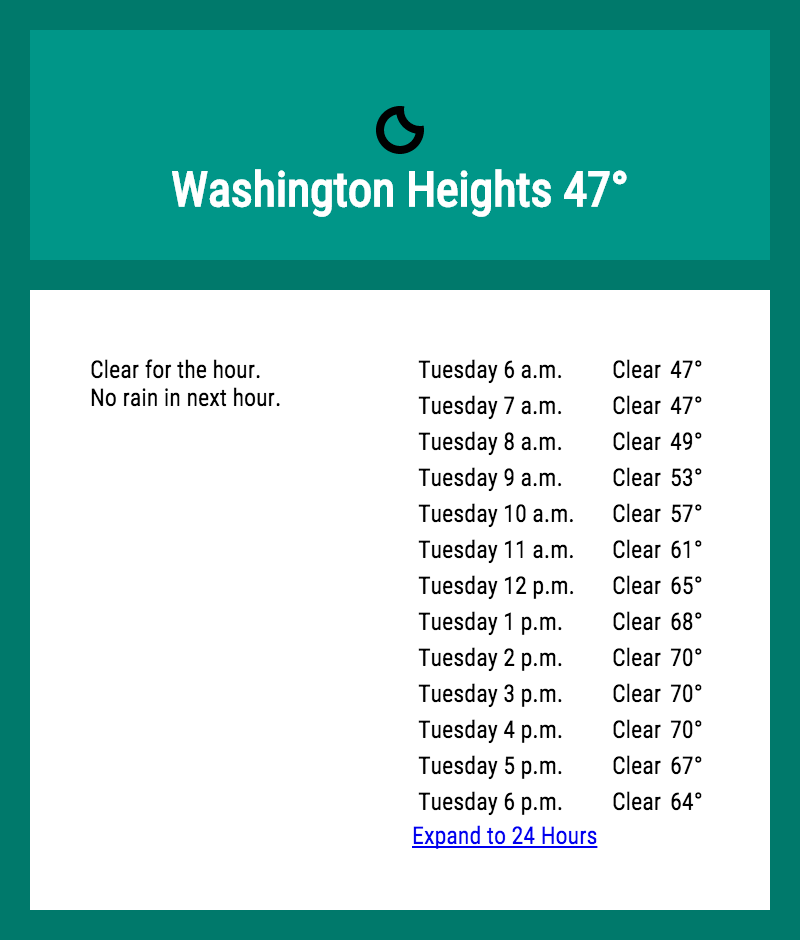 Washington Heights 47°
Clear for the hour.
No rain in next hour.
Tuesday 6 a.m. Clear 47°
Tuesday 7 a.m. Clear 47°
Tuesday 8 a.m. Clear 49°
Tuesday 9 a.m. Clear 53°
Tuesday 10 a.m. Clear 57°
Tuesday 11 a.m. Clear 61°
Tuesday 12 p.m. Clear 65°
Tuesday 1 p.m. Clear 68°
Tuesday 2 p.m. Clear 70°
Tuesday 3 p.m. Clear 70°
Tuesday 4 p.m. Clear 70°
Tuesday 5 p.m. Clear 67°
Tuesday 6 p.m. Clear 64°
Expand to 24 Hours